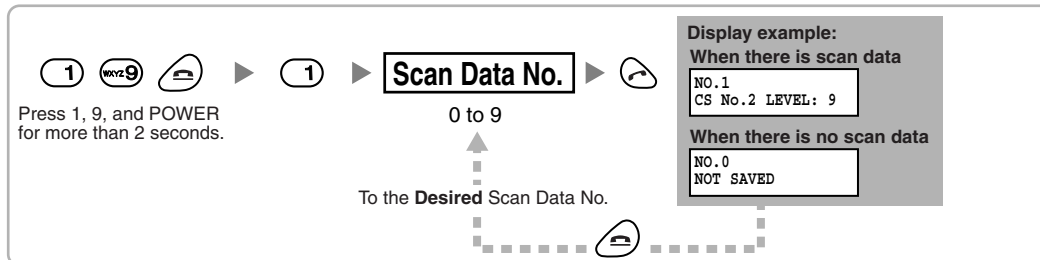 1
wxyz9
Press 1, 9, and POWER
for more than 2 seconds.
1
Scan Data No.
0 to 9
To the Desired Scan Data No.
Display example:
When there is scan data
NO.1
CS No.2 LEVEL: 9
When there is no scan data
NO.0
NOT SAVED